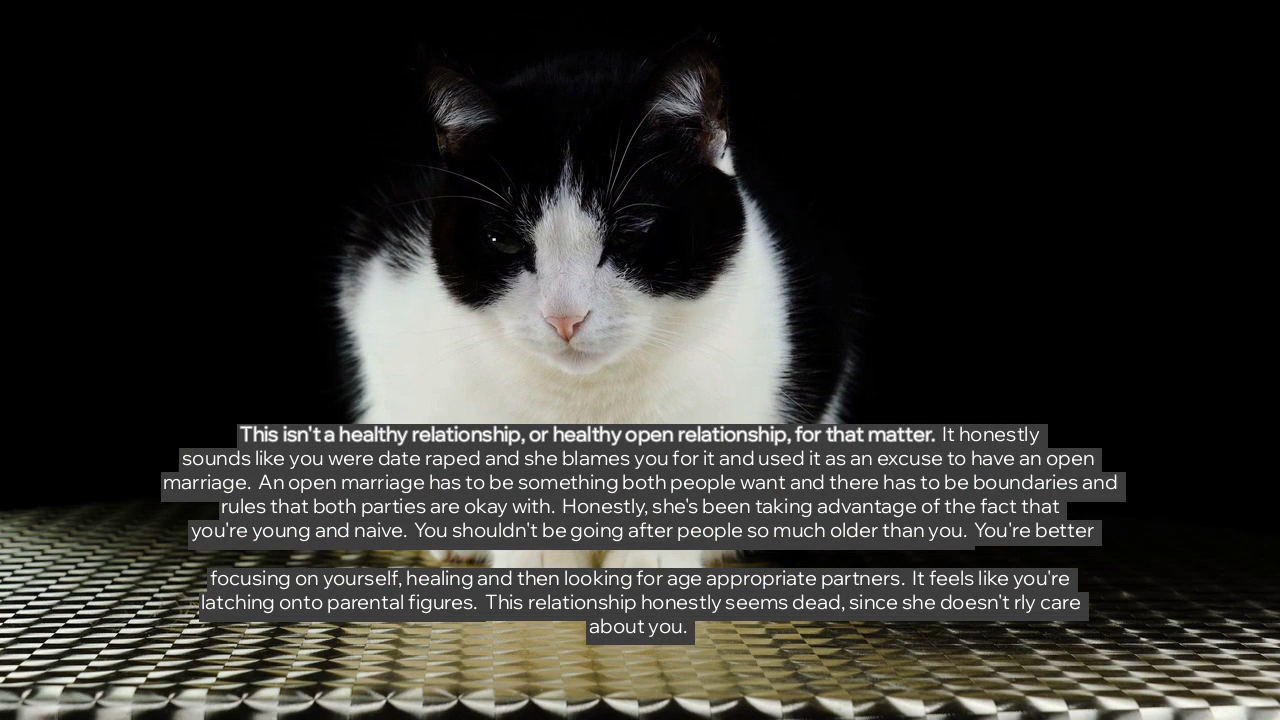 This isn't a healthy relationship, or healthy open relationship, for that matter. It honestly
sounds like you were date raped and she blames you for it and used it as an excuse to have an open
marriage. An open marriage has to be something both people want and there has to be boundaries and
rules that both parties are okay with. Honestly, she's been taking advantage of the fact that
you're young and naive. You shouldn't be going after people so much older than you. You're better
focusing on yourself, healing and then looking for age appropriate partners. It feels like you're
latching onto parental figures. This relationship honestly seems dead, since she doesn't rly care
about you.